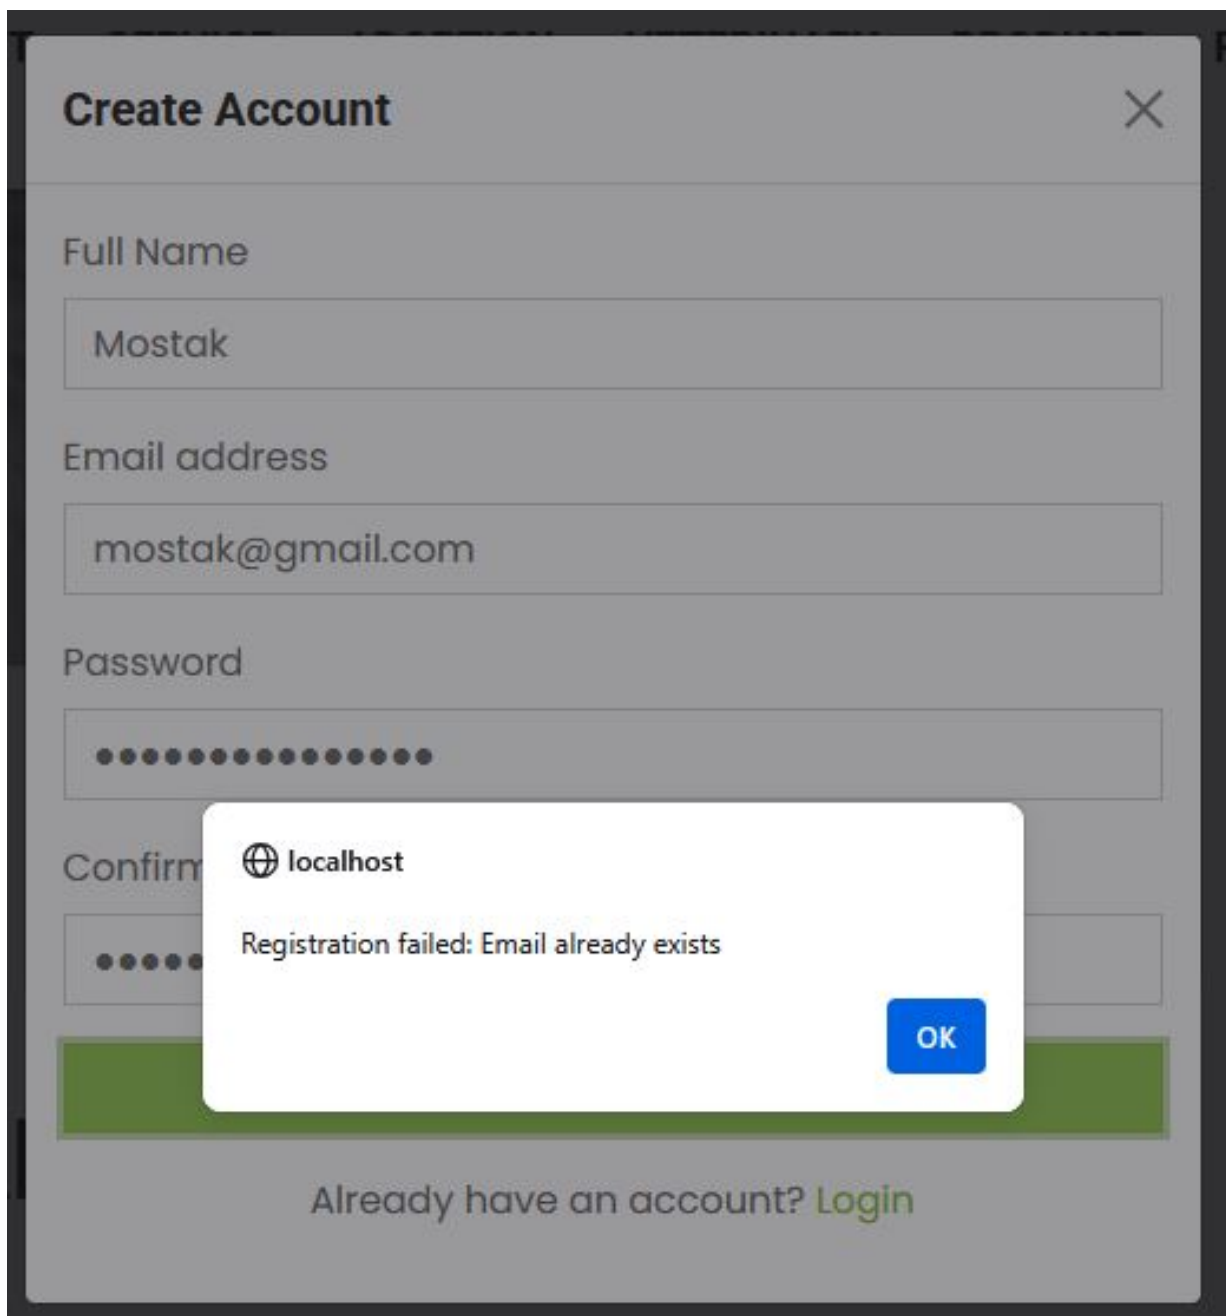 Create Account
Full Name
Mostak
Email address
mostak@gmail.com
Password
Confirm
localhost
Registration failed: Email already exists
OK
Already have an account? Login